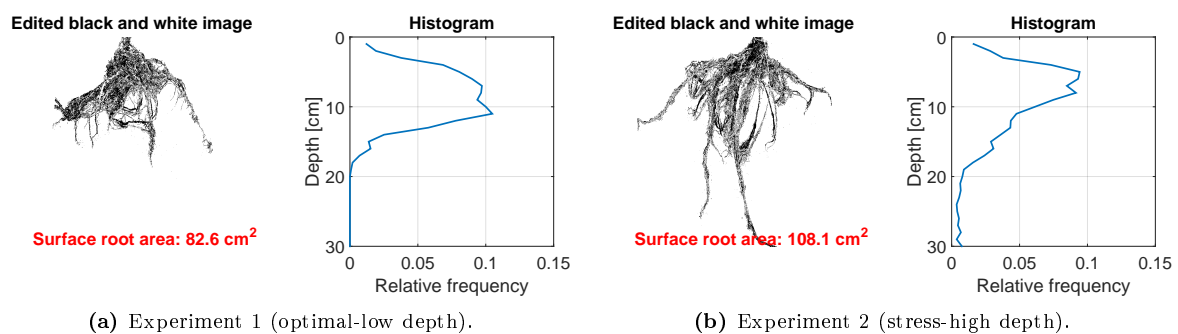 Edited black and white image
Histogram
0
10
20
30
Depth [cm]
0
0.05
0.1
0.15
Relative frequency
Surface root area: 82.6 cm²
(a) Experiment 1 (optimal-low depth).
Edited black and white image
Histogram
0
10
20
30
Depth [cm]
0
0.05
0.1
0.15
Relative frequency
Surface root area: 108.1 cm²
(b) Experiment 2 (stress-high depth).